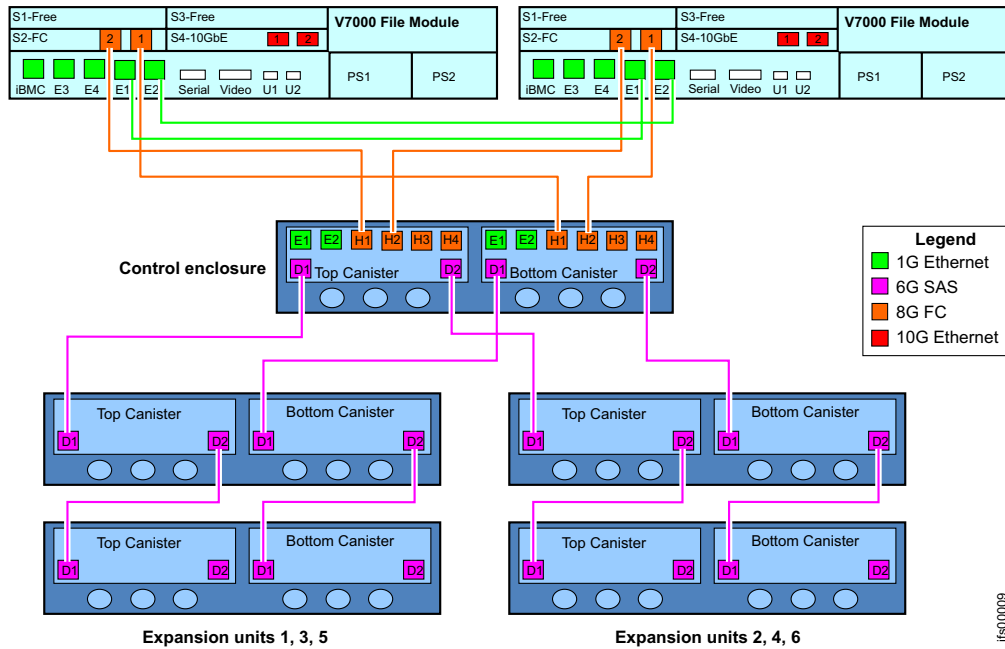 S1-Free S3-Free V7000 File Module
S2-FC 2 1 S4-10GbE 1 2
iBMC E3 E4 E1 E2 Serial Video U1 U2 PS1 PS2
S1-Free S3-Free V7000 File Module
S2-FC 2 1 S4-10GbE 1 2
iBMC E3 E4 E1 E2 Serial Video U1 U2 PS1 PS2
Control enclosure
E1 E2 H1 H2 H3 H4
D1 Top Canister D2
E1 E2 H1 H2 H3 H4
D1 Bottom Canister D2
Legend
1G Ethernet
6G SAS
8G FC
10G Ethernet
Top Canister
D1 D2
Bottom Canister
D1 D2
Top Canister
D1 D2
Bottom Canister
D1 D2
Top Canister
D1 D2
Bottom Canister
D1 D2
Top Canister
D1 D2
Bottom Canister
D1 D2
Expansion units 1, 3, 5
Expansion units 2, 4, 6
ifs00009